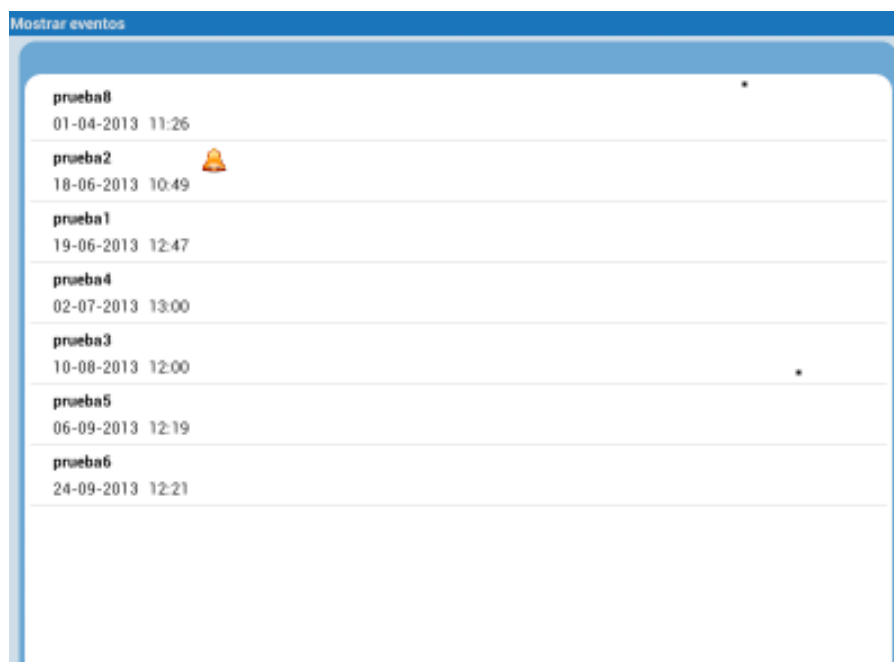 Mostrar eventos
prueba8
01-04-2013 11:26
prueba2
18-06-2013 10:49
prueba1
19-06-2013 12:47
prueba4
02-07-2013 13:00
prueba3
10-08-2013 12:00
prueba5
06-09-2013 12:19
prueba6
24-09-2013 12:21